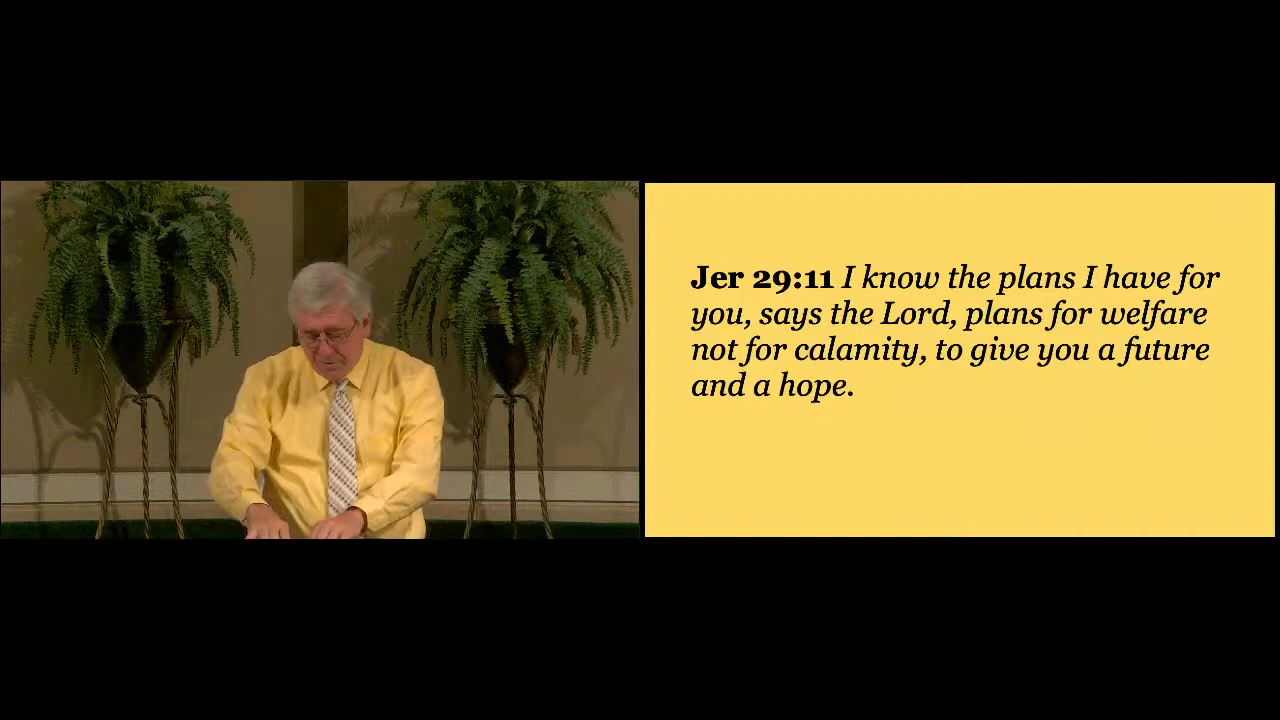 Jer 29:11 I know the plans I have for
you, says the Lord, plans for welfare
not for calamity, to give you a future
and a hope.